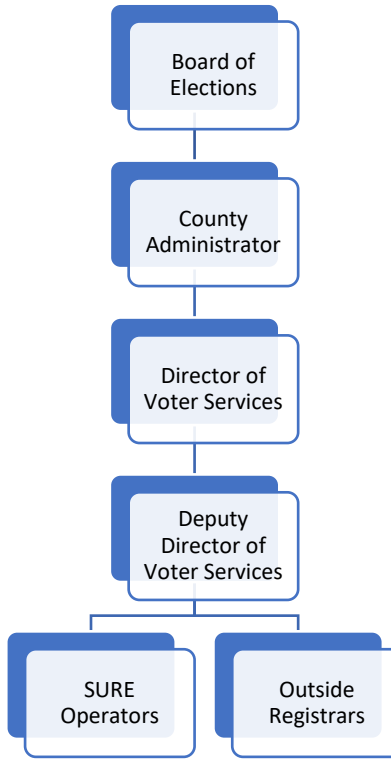 Board of
Elections
County
Administrator
Director of
Voter Services
Deputy
Director of
Voter Services
SURE
Operators
Outside
Registrars